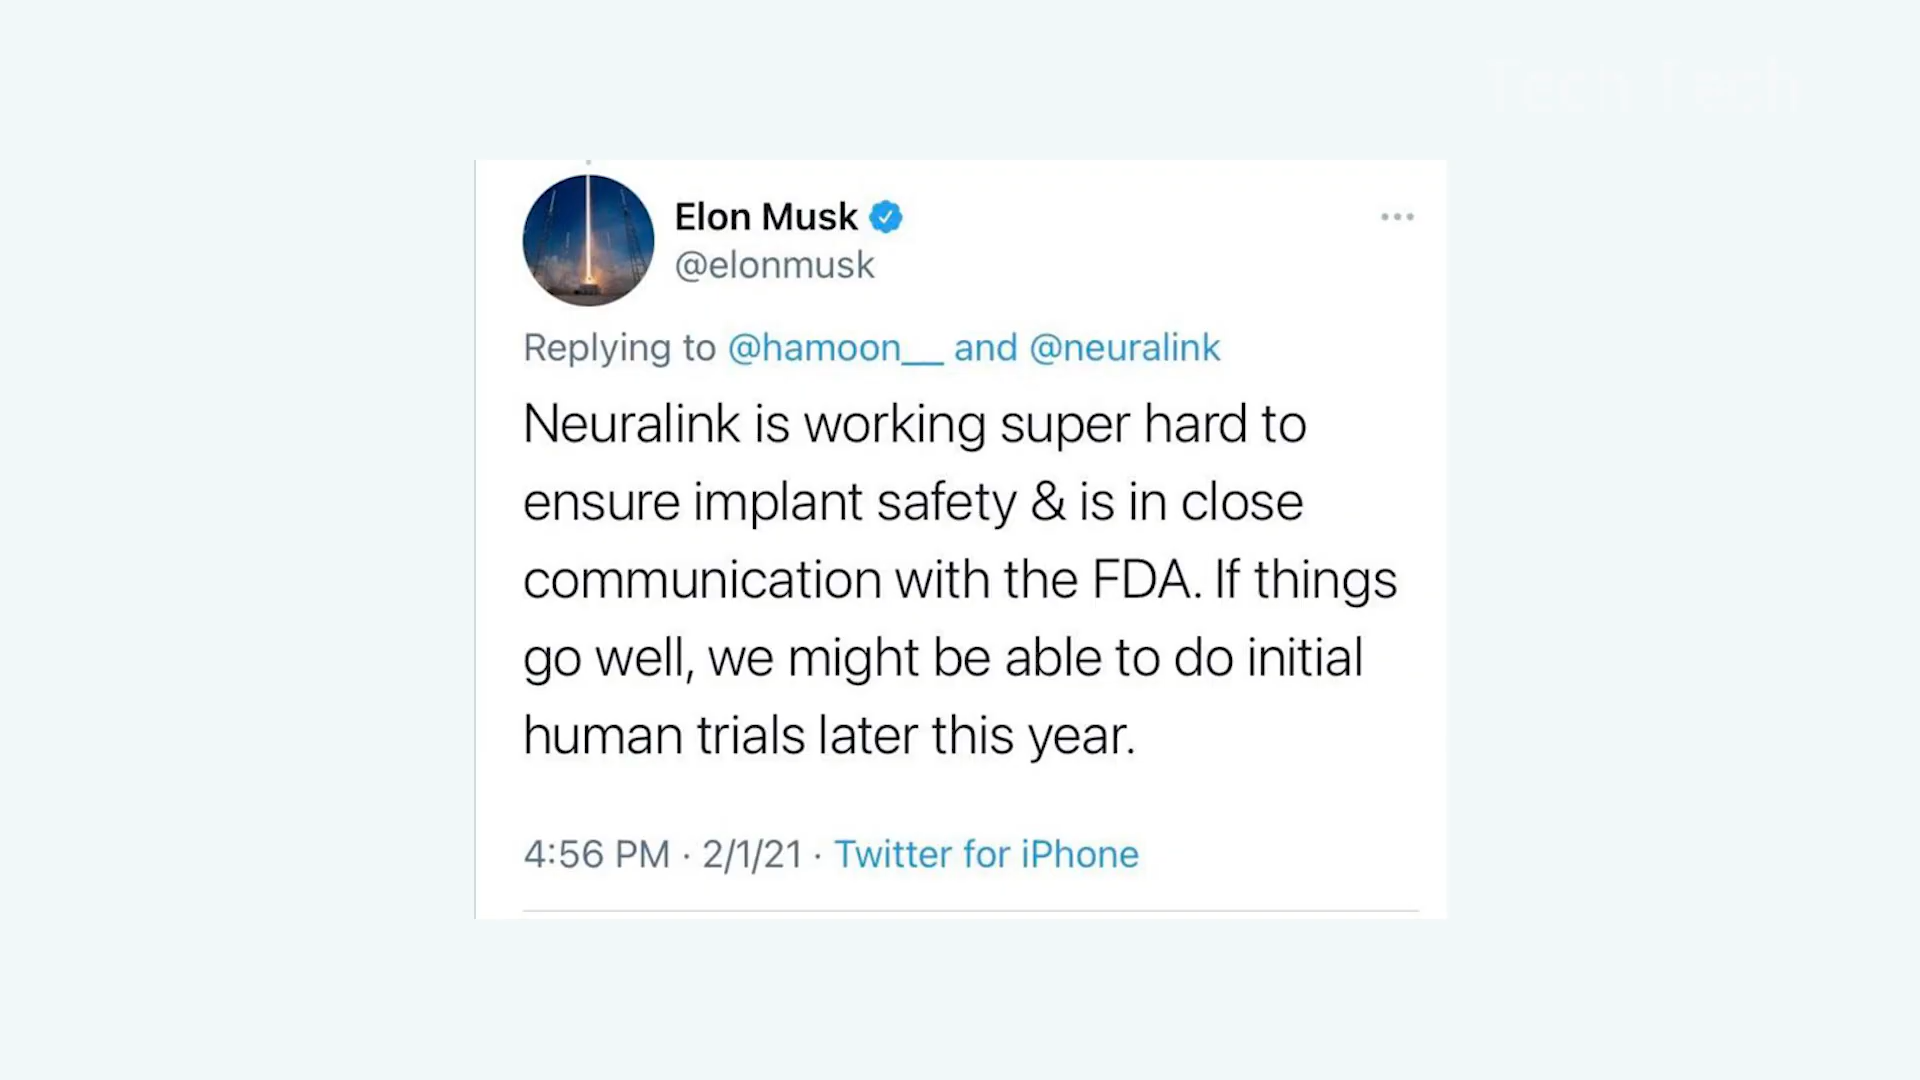 Tech Tech
Elon Musk
@elonmusk
Replying to @hamoon__ and @neuralink
Neuralink is working super hard to
ensure implant safety & is in close
communication with the FDA. If things
go well, we might be able to do initial
human trials later this year.
4:56 PM · 2/1/21 · Twitter for iPhone